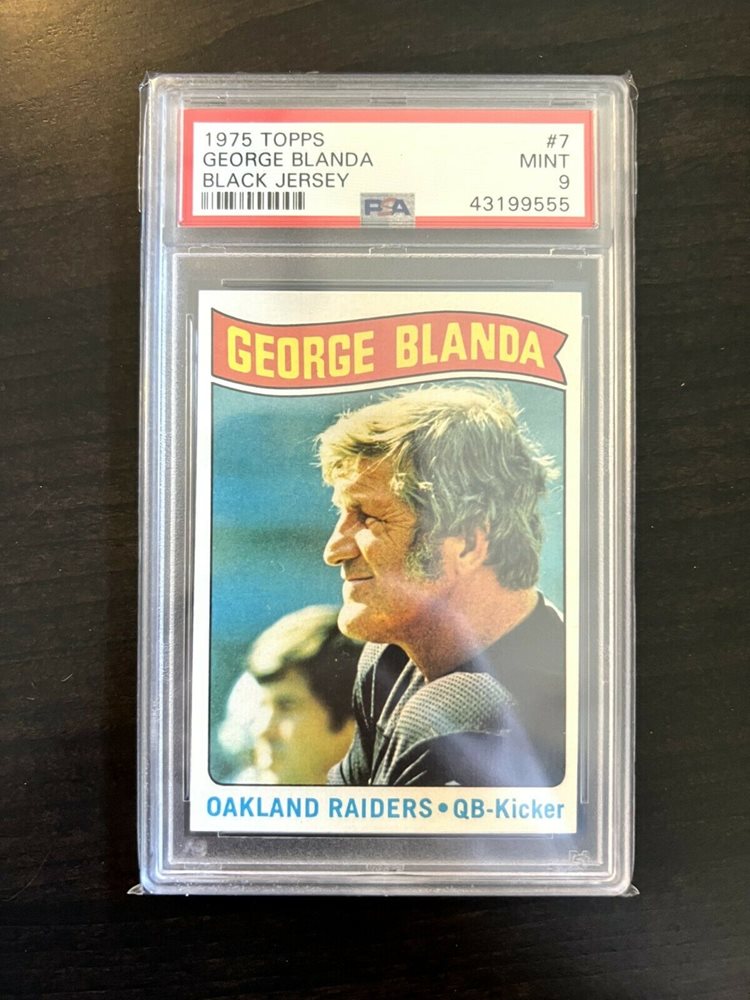 1975 TOPPS #7
GEORGE BLANDA MINT
BLACK JERSEY 9
PSA 43199555
GEORGE BLANDA
OAKLAND RAIDERS • QB-Kicker